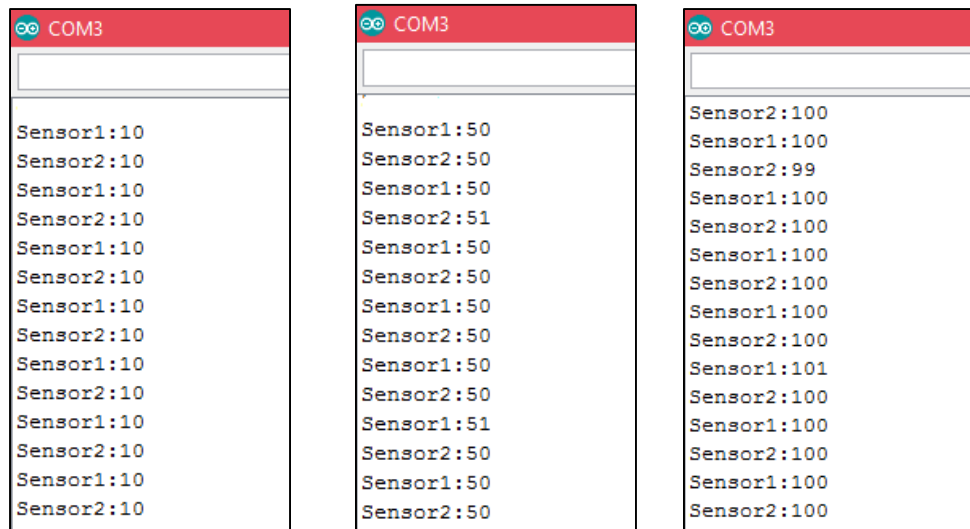 COM3
Sensor1:10
Sensor2:10
Sensor1:10
Sensor2:10
Sensor1:10
Sensor2:10
Sensor1:10
Sensor2:10
Sensor1:10
Sensor2:10
Sensor1:10
Sensor2:10
Sensor1:10
Sensor2:10
COM3
Sensor1:50
Sensor2:50
Sensor1:50
Sensor2:51
Sensor1:50
Sensor2:50
Sensor1:50
Sensor2:50
Sensor1:50
Sensor2:50
Sensor1:51
Sensor2:50
Sensor1:50
Sensor2:50
COM3
Sensor2:100
Sensor1:100
Sensor2:99
Sensor1:100
Sensor2:100
Sensor1:100
Sensor2:100
Sensor1:100
Sensor2:100
Sensor1:101
Sensor2:100
Sensor1:100
Sensor2:100
Sensor1:100
Sensor2:100